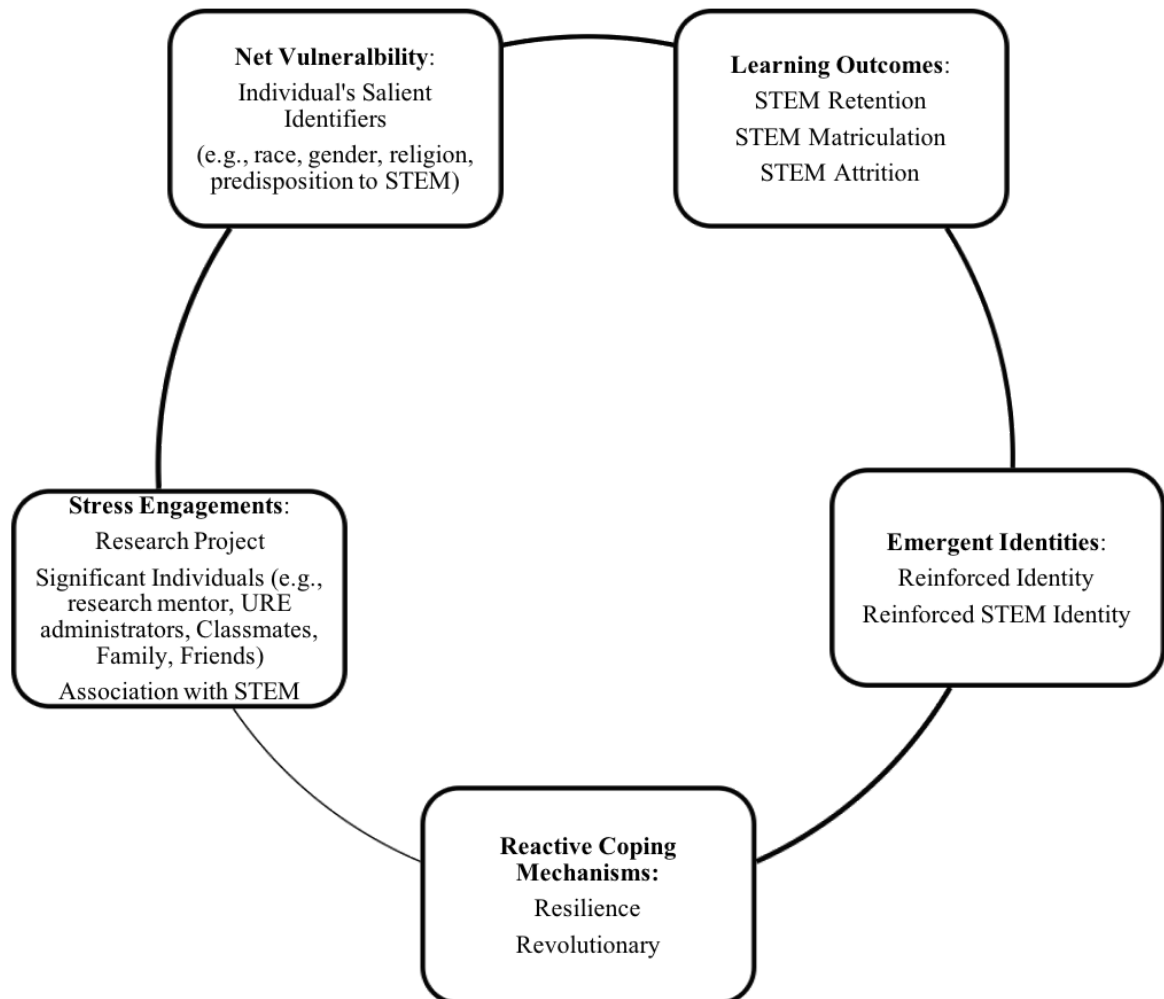 Net Vulneralbility:
Individual's Salient
Identifiers
(e.g., race, gender, religion,
predisposition to STEM)
Learning Outcomes:
STEM Retention
STEM Matriculation
STEM Attrition
Stress Engagements:
Research Project
Significant Individuals (e.g.,
research mentor, URE
administrators, Classmates,
Family, Friends)
Association with STEM
Emergent Identities:
Reinforced Identity
Reinforced STEM Identity
Reactive Coping
Mechanisms:
Resilience
Revolutionary